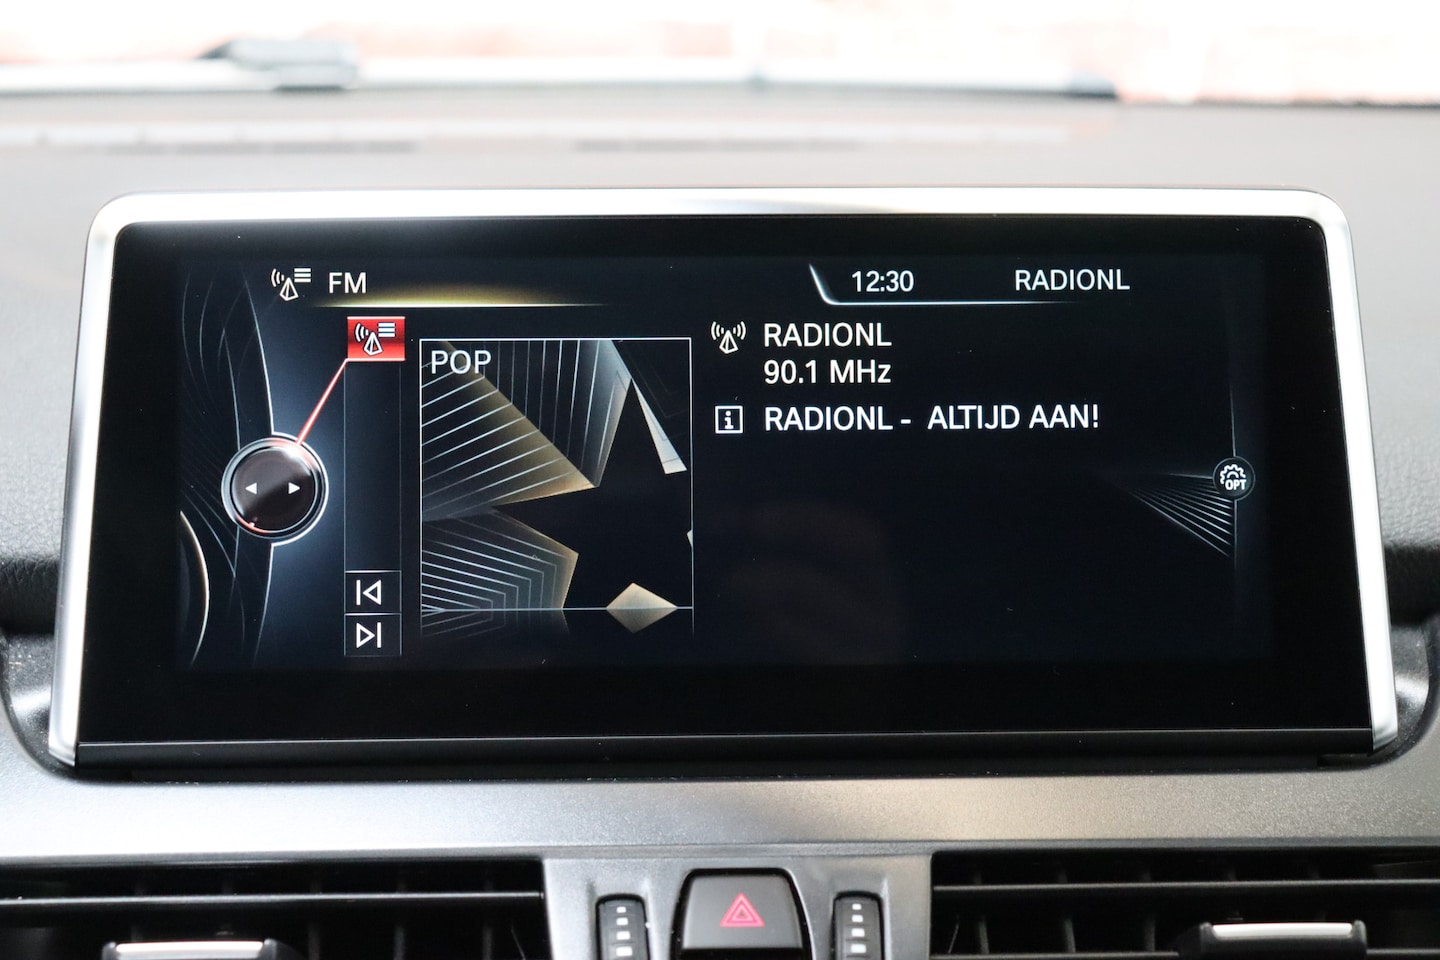 FM
12:30 RADIONL
POP
RADIONL
90.1 MHz
RADIONL - ALTIJD AAN!
OPT